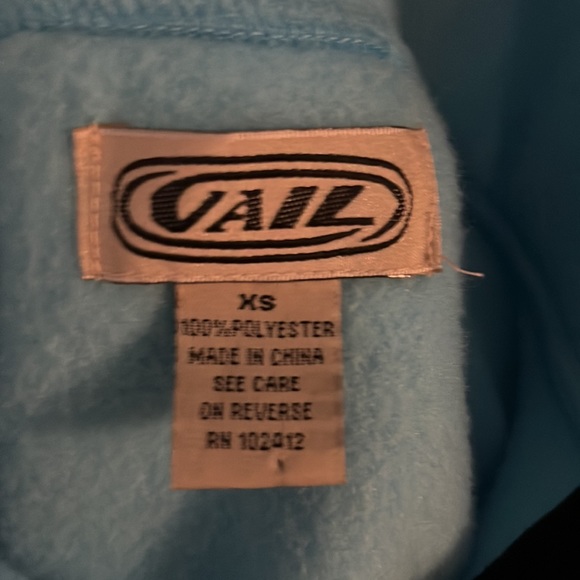 VAIL
XS
100% POLYESTER
MADE IN CHINA
SEE CARE
ON REVERSE
RN 102412